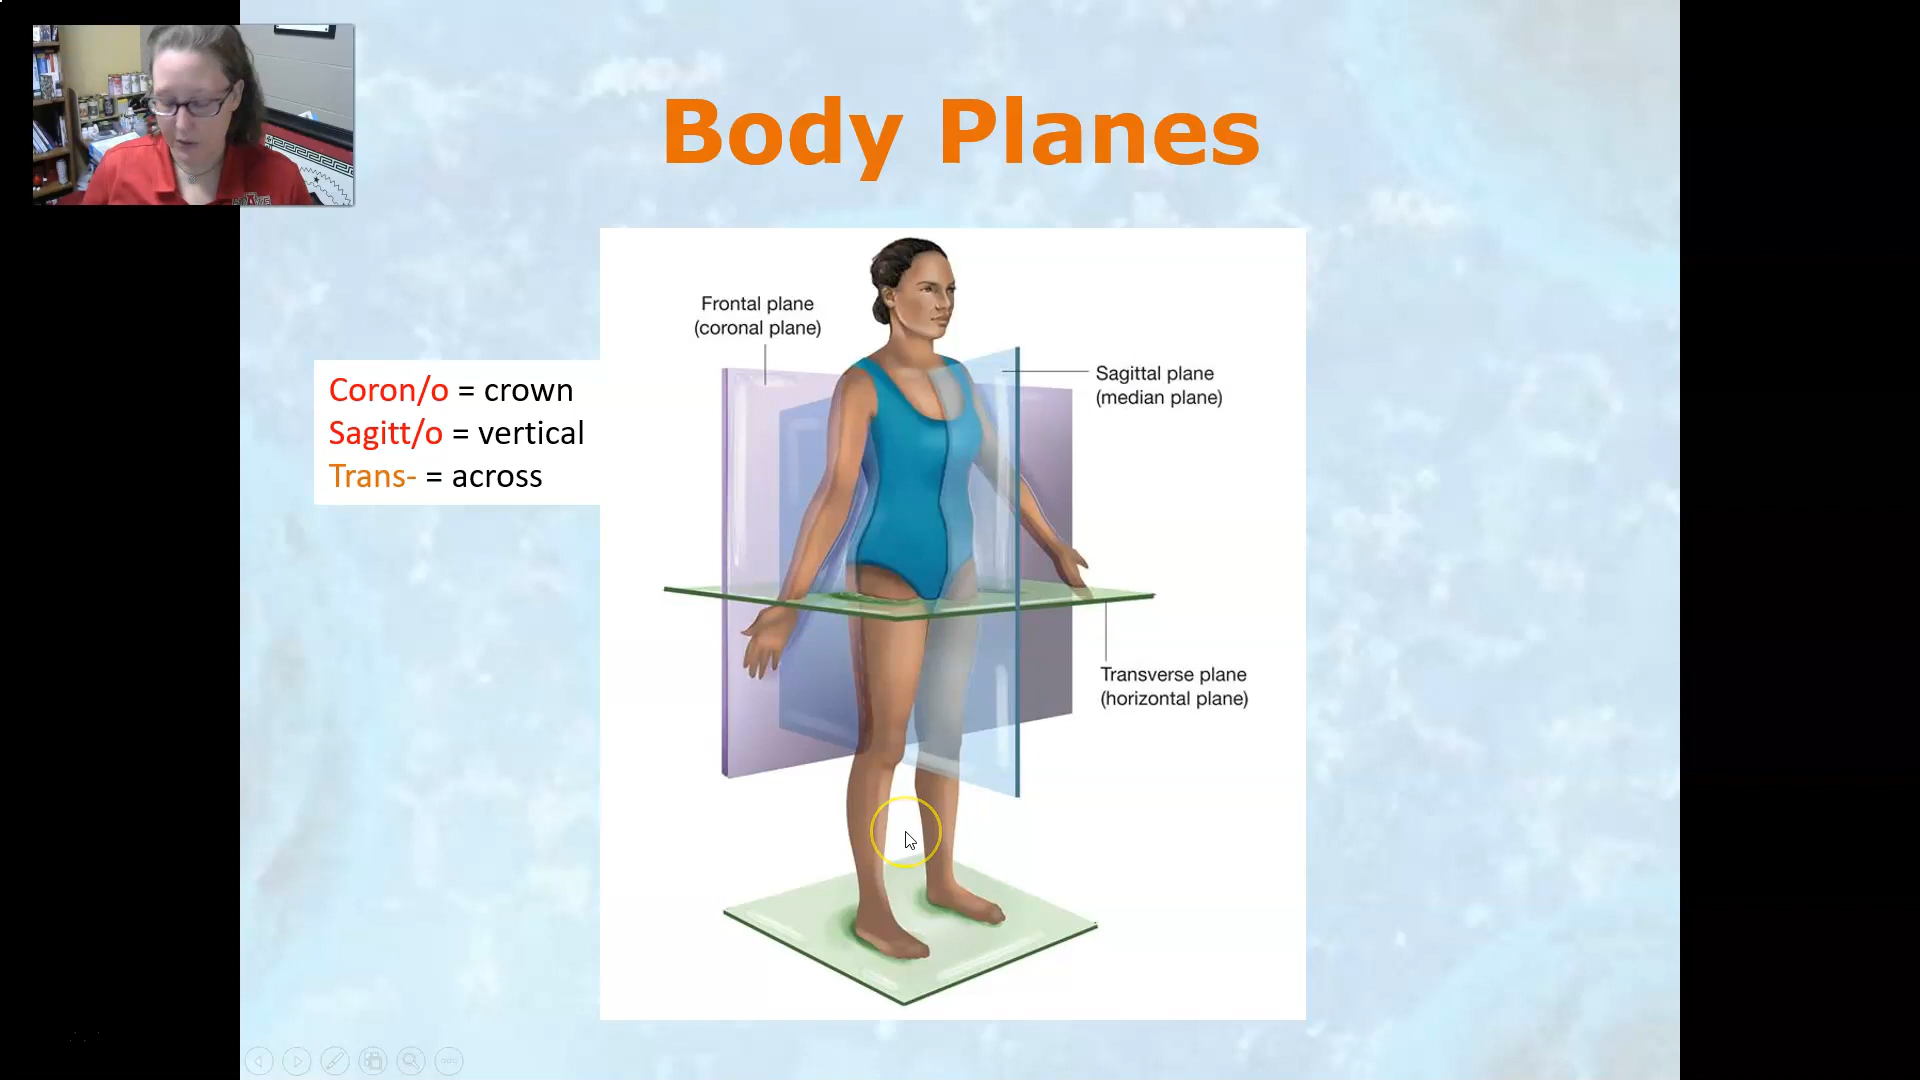 Body Planes
Coron/o = crown
Sagitt/o = vertical
Trans- = across
Frontal plane
(coronal plane)
Sagittal plane
(median plane)
Transverse plane
(horizontal plane)